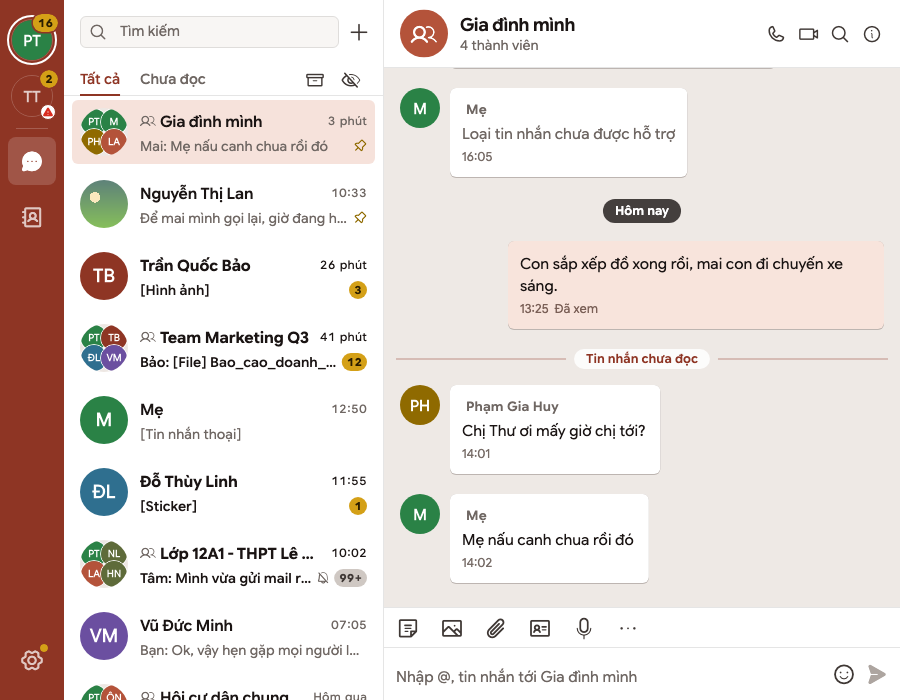 PT
16
TT
2
Tìm kiếm
Tất cả
Chưa đọc
PT
M
PH
LA
Gia đình mình
3 phút
Mai: Mẹ nấu canh chua rồi đó
Nguyễn Thị Lan
10:33
Để mai mình gọi lại, giờ đang h...
TB
Trần Quốc Bảo
26 phút
[Hình ảnh]
3
PT
TB
ĐL
VM
Team Marketing Q3
41 phút
Bảo: [File] Bao_cao_doanh_...
12
M
Mẹ
12:50
[Tin nhắn thoại]
ĐL
Đỗ Thùy Linh
11:55
[Sticker]
1
PT
NL
LA
HN
Lớp 12A1 - THPT Lê ...
10:02
Tâm: Mình vừa gửi mail r...
99+
VM
Vũ Đức Minh
07:05
Bạn: Ok, vậy hẹn gặp mọi người l...
PT
ÔN
Hội cư dân chung
Hôm qua
Gia đình mình
4 thành viên
M
Mẹ
Loại tin nhắn chưa được hỗ trợ
16:05
Hôm nay
Con sắp xếp đồ xong rồi, mai con đi chuyến xe
sáng.
13:25 Đã xem
Tin nhắn chưa đọc
PH
Phạm Gia Huy
Chị Thư ơi mấy giờ chị tới?
14:01
M
Mẹ
Mẹ nấu canh chua rồi đó
14:02
Nhập @, tin nhắn tới Gia đình mình